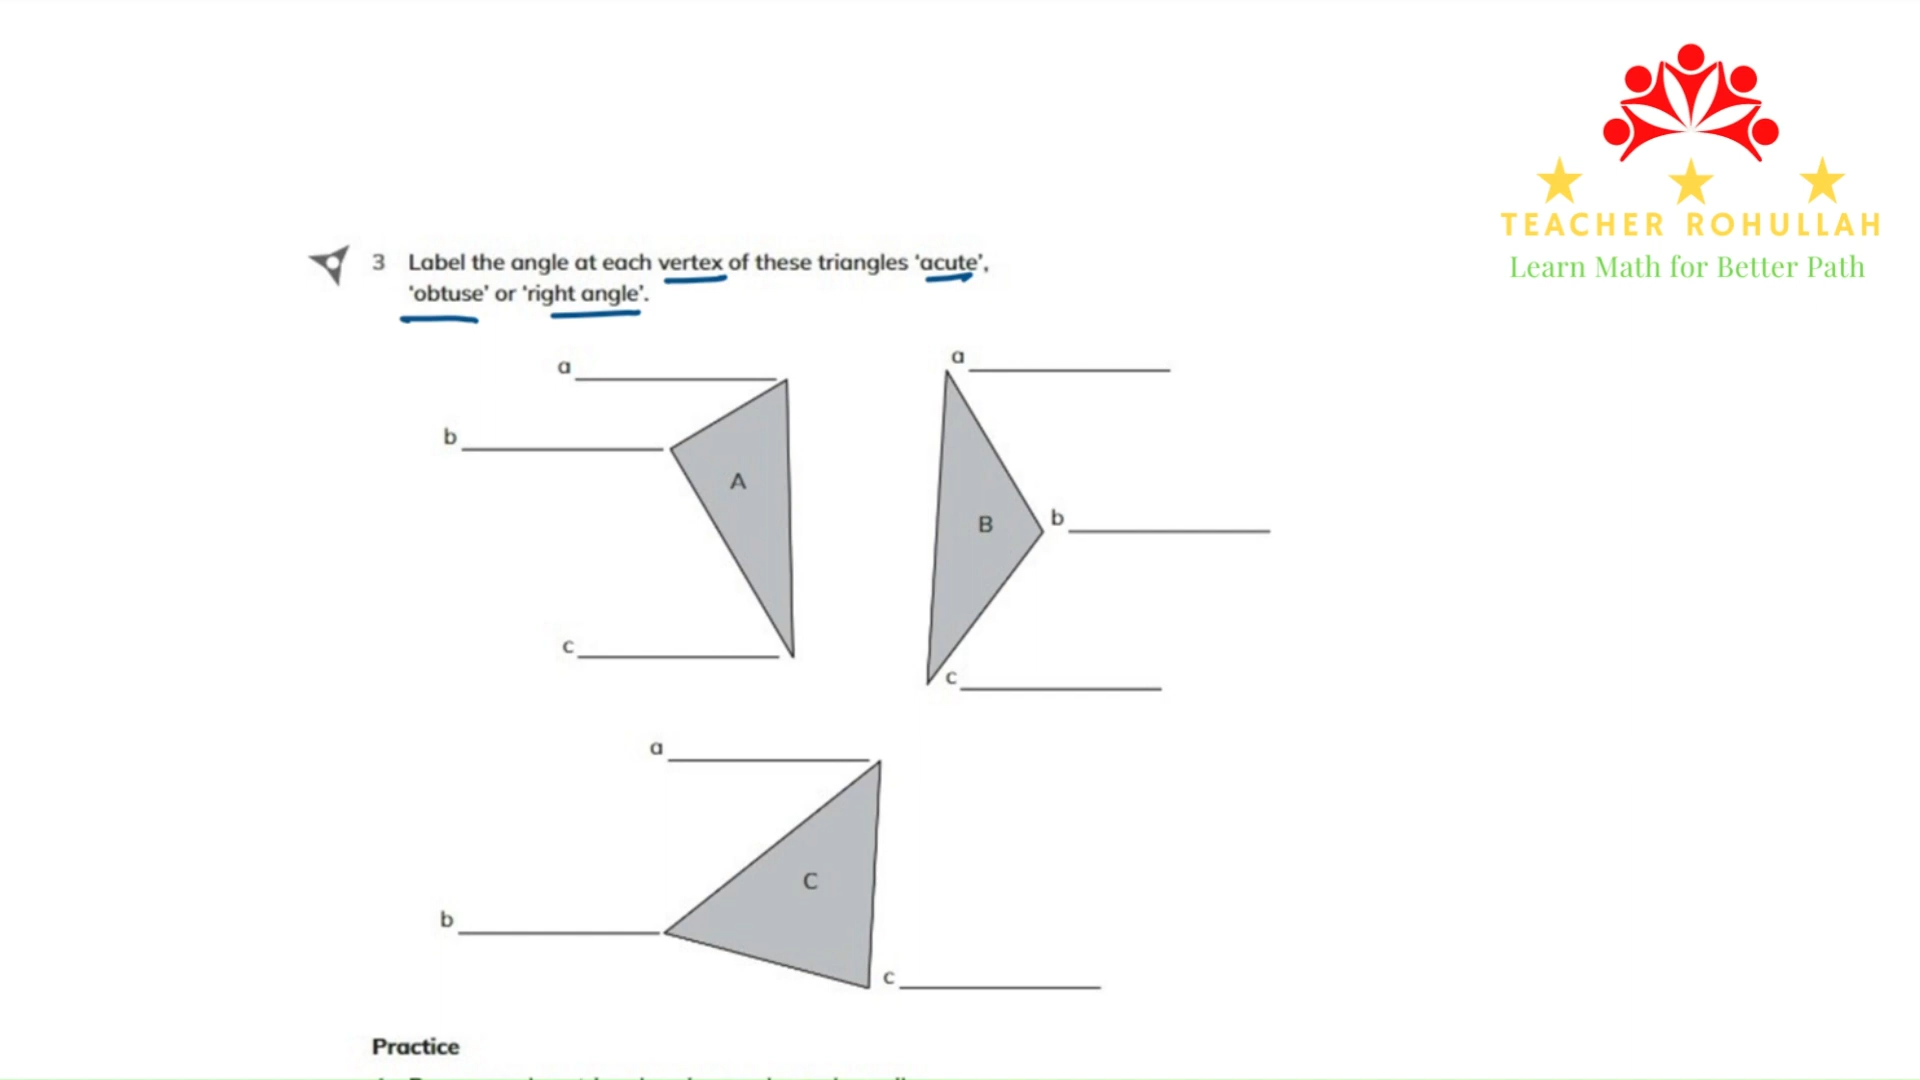 TEACHER ROHULLAH
Learn Math for Better Path
3 Label the angle at each vertex of these triangles ‘acute’,
‘obtuse’ or ‘right angle’.
a
a
b
A
B
b
c
c
a
C
b
c
Practice